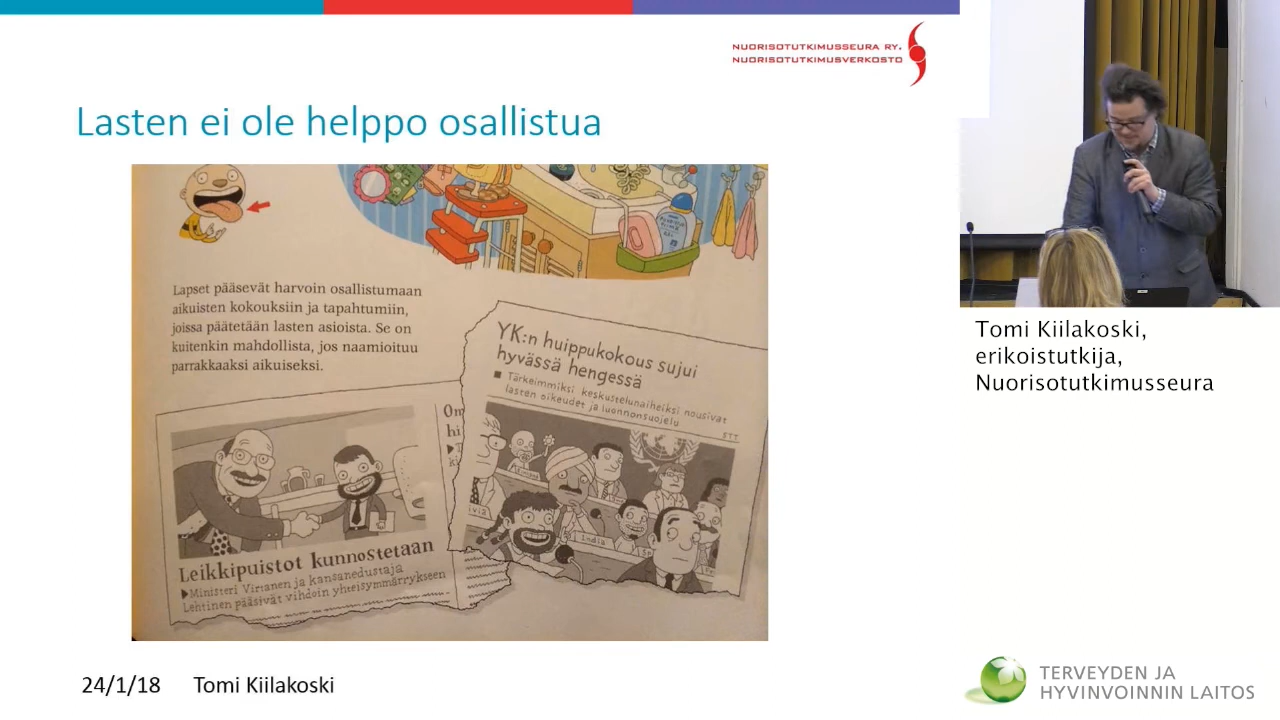 NUORISOTUTKIMUSSEURA RY.
NUORISOTUTKIMUSVERKOSTO
Lasten ei ole helppo osallistua
Lapset pääsevät harvoin osallistumaan
aikuisten kokouksiin ja tapahtumiin,
joissa päätetään lasten asioista. Se on
kuitenkin mahdollista, jos naamioituu
parrakkaaksi aikuiseksi.
YK:n huippukokous sujui
hyvässä hengessä
Tärkeimmiksi keskustelunaiheiksi nousivat
lasten oikeudet ja luonnonsuojelu
STT
India
Leikkipuistot kunnostetaan
Ministeri Virtanen ja kansanedustaja
Lehtinen pääsivät vihdoin yhteisymmärrykseen
24/1/18 Tomi Kiilakoski
Tomi Kiilakoski,
erikoistutkija,
Nuorisotutkimusseura
TERVEYDEN JA
HYVINVOINNIN LAITOS